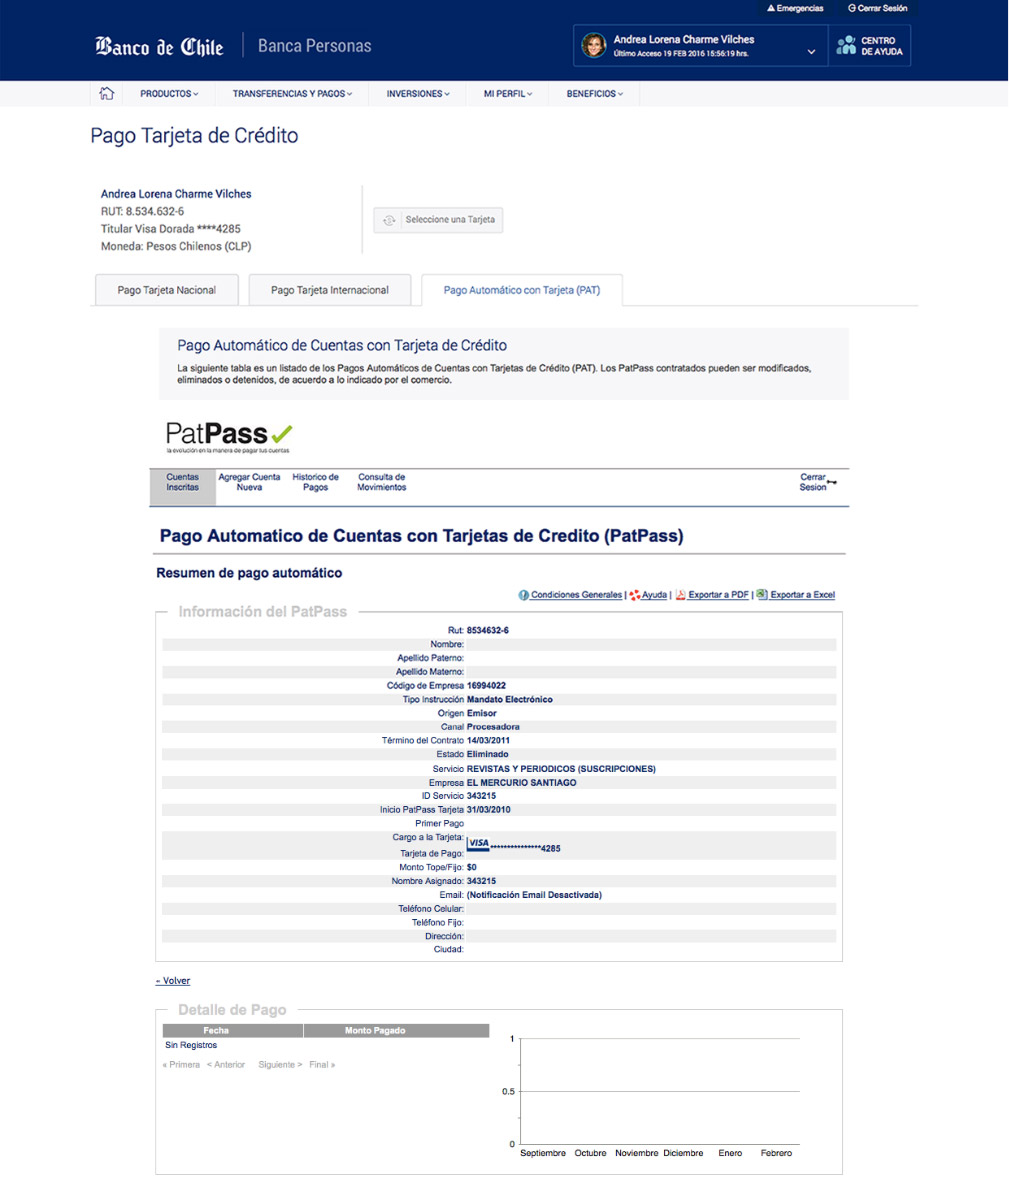 Emergencias Cerrar Sesión
Banco de Chile Banca Personas
Andrea Lorena Charme Vilches
Último Acceso 19 FEB 2016 15:56:19 hrs.
CENTRO
DE AYUDA
PRODUCTOS TRANSFERENCIAS Y PAGOS INVERSIONES MI PERFIL BENEFICIOS
Pago Tarjeta de Crédito
Andrea Lorena Charme Vilches
RUT: 8.534.632-6
Titular Visa Dorada ****4285
Moneda: Pesos Chilenos (CLP)
Seleccione una Tarjeta
Pago Tarjeta Nacional Pago Tarjeta Internacional Pago Automático con Tarjeta (PAT)
Pago Automático de Cuentas con Tarjeta de Crédito
La siguiente tabla es un listado de los Pagos Automáticos de Cuentas con Tarjetas de Crédito (PAT). Los PatPass contratados pueden ser modificados,
eliminados o detenidos, de acuerdo a lo indicado por el comercio.
PatPass
la evolución en la manera de pagar tus cuentas
Cuentas
Inscritas
Agregar Cuenta
Nueva
Historico de
Pagos
Consulta de
Movimientos
Cerrar
Sesion
Pago Automatico de Cuentas con Tarjetas de Credito (PatPass)
Resumen de pago automático
Condiciones Generales | Ayuda | Exportar a PDF | Exportar a Excel
Información del PatPass
Rut: 8534632-6
Nombre:
Apellido Paterno:
Apellido Materno:
Código de Empresa 16994022
Tipo Instrucción Mandato Electrónico
Origen Emisor
Canal Procesadora
Término del Contrato 14/03/2011
Estado Eliminado
Servicio REVISTAS Y PERIODICOS (SUSCRIPCIONES)
Empresa EL MERCURIO SANTIAGO
ID Servicio 343215
Inicio PatPass Tarjeta 31/03/2010
Primer Pago
Cargo a la Tarjeta:
Tarjeta de Pago: VISA ***************4285
Monto Tope/Fijo: $0
Nombre Asignado: 343215
Email: (Notificación Email Desactivada)
Teléfono Celular:
Teléfono Fijo:
Dirección:
Ciudad:
« Volver
Detalle de Pago
Fecha Monto Pagado
Sin Registros
« Primera < Anterior Siguiente > Final »
1
0.5
0
Septiembre Octubre Noviembre Diciembre Enero Febrero